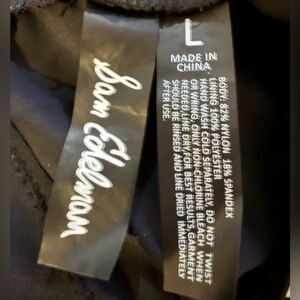 Sam Edelman
L
MADE IN
CHINA
BODY: 82% NYLON 18% SPANDEX
LINING 100% POLYESTER
HAND WASH COLD SEPARATELY, DO NOT TWIST
OR WRING, ONLY NON-CHLORINE BLEACH WHEN
NEEDED, LINE DRY, FOR BEST RESULTS, GARMENT
SHOULD BE RINSED AND LINE DRIED IMMEDIATELY
AFTER USE.